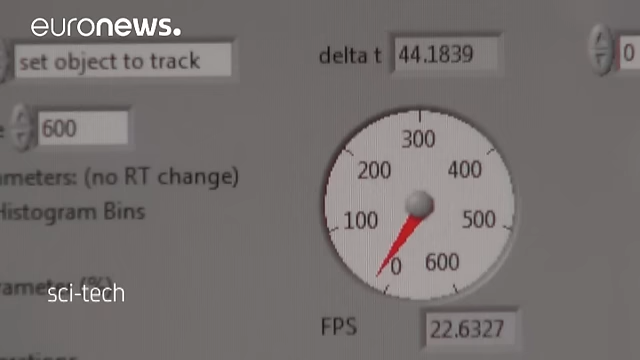 euronews.
set object to track
delta t 44.1839
0
600
ameters: (no RT change)
Histogram Bins
0 100 200 300 400 500 600
sci-tech
FPS 22.6327